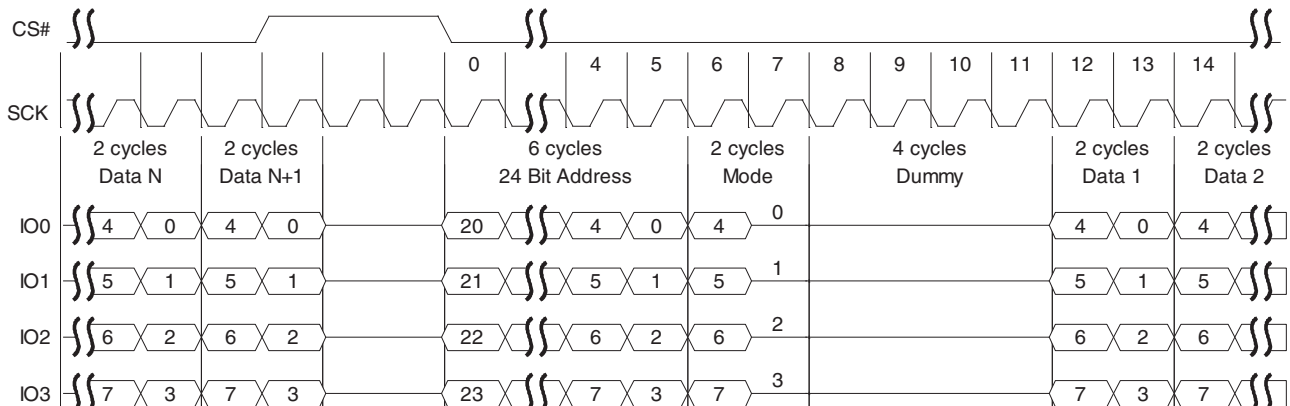 CS#
0 4 5 6 7 8 9 10 11 12 13 14
SCK
2 cycles 2 cycles 6 cycles 2 cycles 4 cycles 2 cycles 2 cycles
Data N Data N+1 24 Bit Address Mode Dummy Data 1 Data 2
IO0 4 0 4 0 20 4 0 4 0 4 0 4
IO1 5 1 5 1 21 5 1 5 1 5 1 5
IO2 6 2 6 2 22 6 2 6 2 6 2 6
IO3 7 3 7 3 23 7 3 7 3 7 3 7